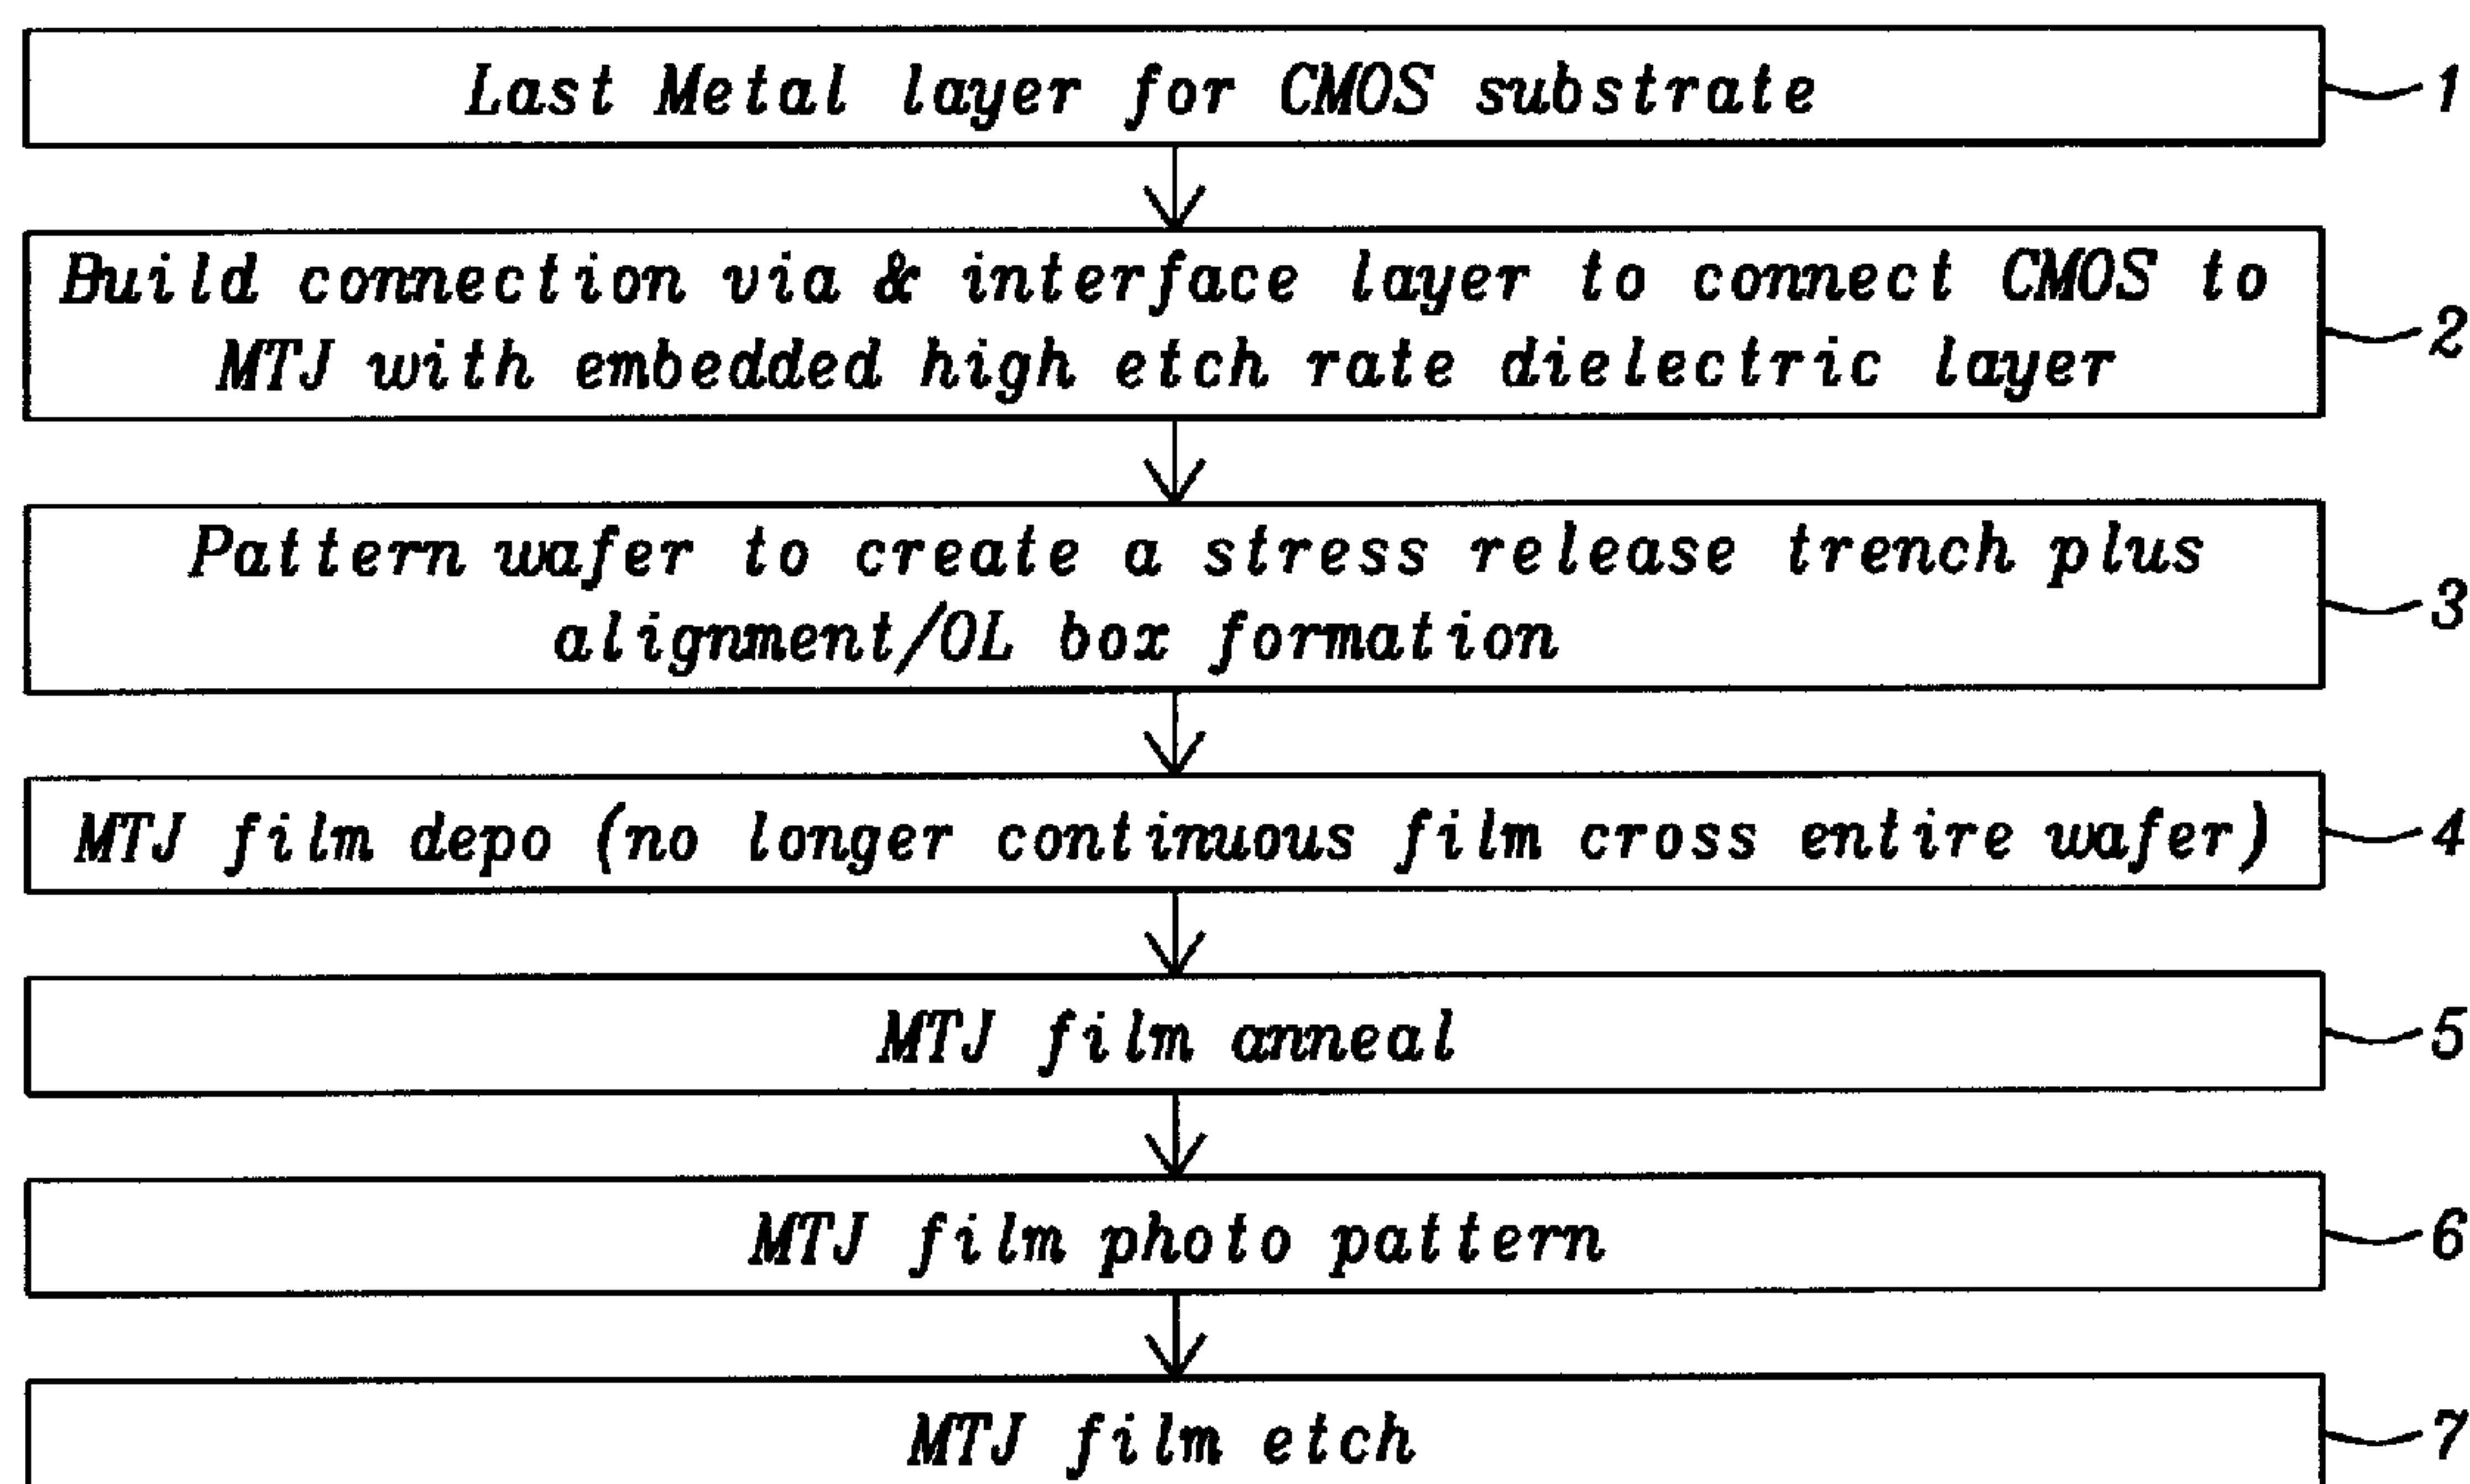 Last Metal layer for CMOS substrate
1
Build connection via & interface layer to connect CMOS to
MTJ with embedded high etch rate dielectric layer
2
Pattern wafer to create a stress release trench plus
alignment/OL box formation
3
MTJ film depo (no longer continuous film cross entire wafer)
4
MTJ film anneal
5
MTJ film photo pattern
6
MTJ film etch
7